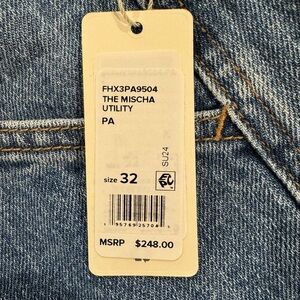 FHX3PA9504
THE MISCHA
UTILITY
PA
SU24
size 32
MSRP $248.00